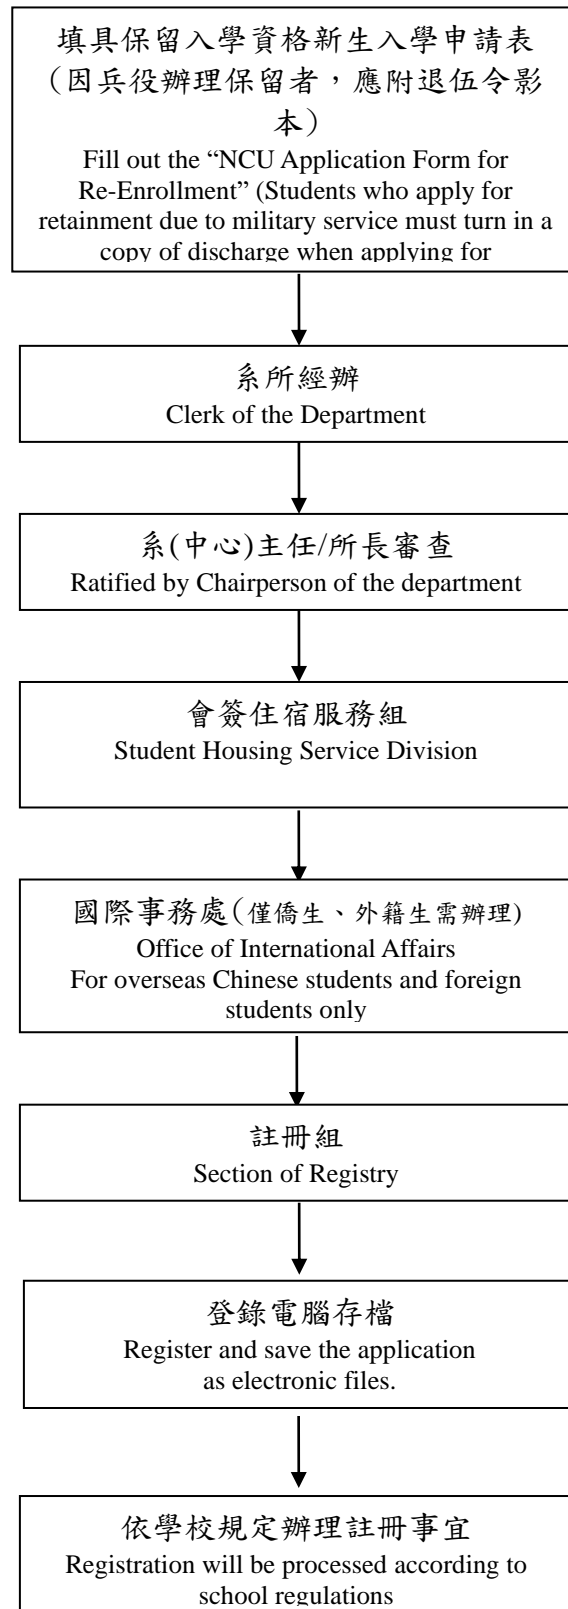 填具保留入學資格新生入學申請表
（因兵役辦理保留者，應附退伍令影
本）
Fill out the “NCU Application Form for
Re-Enrollment” (Students who apply for
retainment due to military service must turn in a
copy of discharge when applying for
系所經辦
Clerk of the Department
系(中心)主任/所長審查
Ratified by Chairperson of the department
會簽住宿服務組
Student Housing Service Division
國際事務處(僅僑生、外籍生需辦理)
Office of International Affairs
For overseas Chinese students and foreign
students only
註冊組
Section of Registry
登錄電腦存檔
Register and save the application
as electronic files.
依學校規定辦理註冊事宜
Registration will be processed according to
school regulations